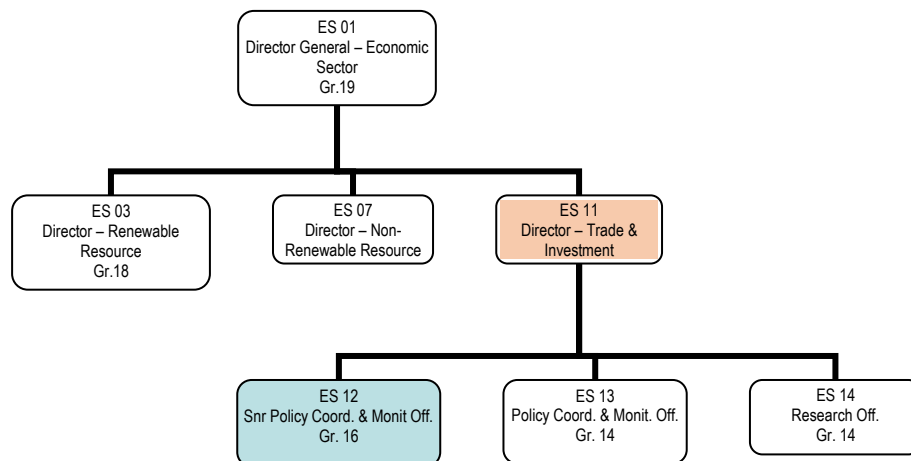 ES 01
Director General – Economic
Sector
Gr.19
ES 03
Director – Renewable
Resource
Gr.18
ES 07
Director – Non-
Renewable Resource
ES 11
Director – Trade &
Investment
ES 12
Snr Policy Coord. & Monit Off.
Gr. 16
ES 13
Policy Coord. & Monit. Off.
Gr. 14
ES 14
Research Off.
Gr. 14